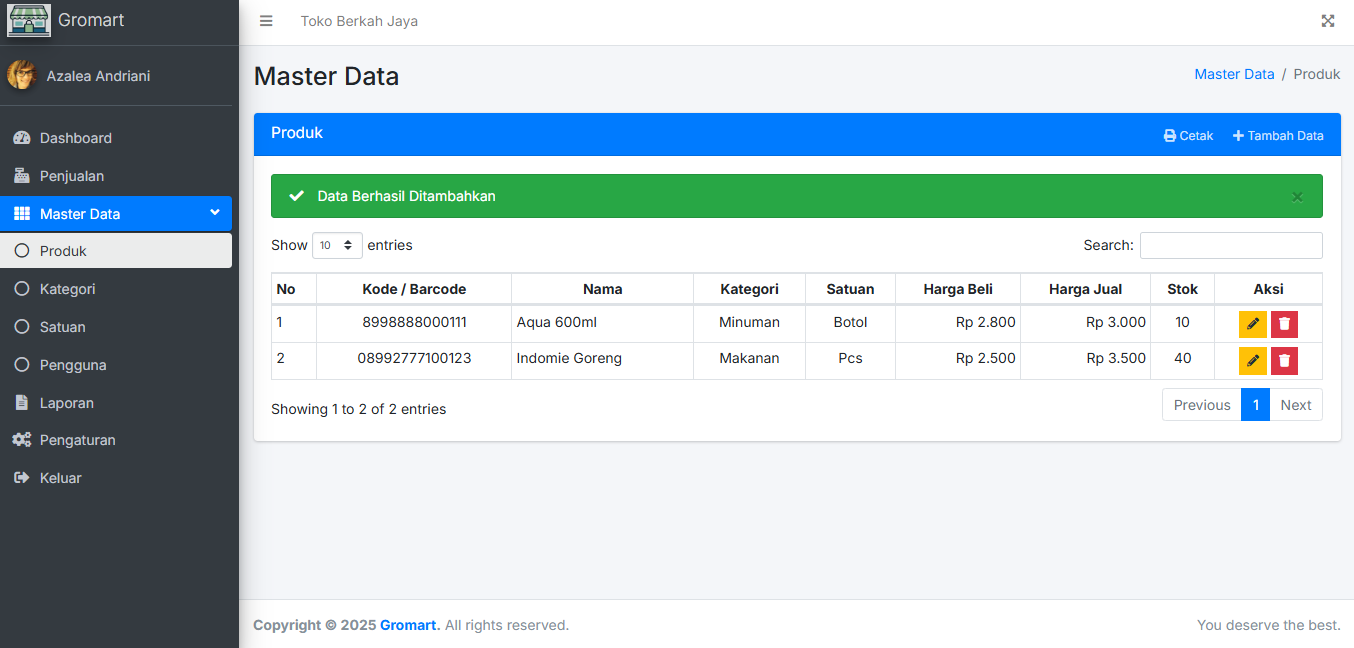 Gromart
Toko Berkah Jaya
Azalea Andriani
Dashboard
Penjualan
Master Data
Produk
Kategori
Satuan
Pengguna
Laporan
Pengaturan
Keluar
Master Data
Master Data / Produk
Produk
Cetak Tambah Data
Data Berhasil Ditambahkan ×
Show 10 entries
Search:
No Kode / Barcode Nama Kategori Satuan Harga Beli Harga Jual Stok Aksi
1 8998888000111 Aqua 600ml Minuman Botol Rp 2.800 Rp 3.000 10
2 08992777100123 Indomie Goreng Makanan Pcs Rp 2.500 Rp 3.500 40
Showing 1 to 2 of 2 entries
Previous 1 Next
Copyright © 2025 Gromart. All rights reserved.
You deserve the best.